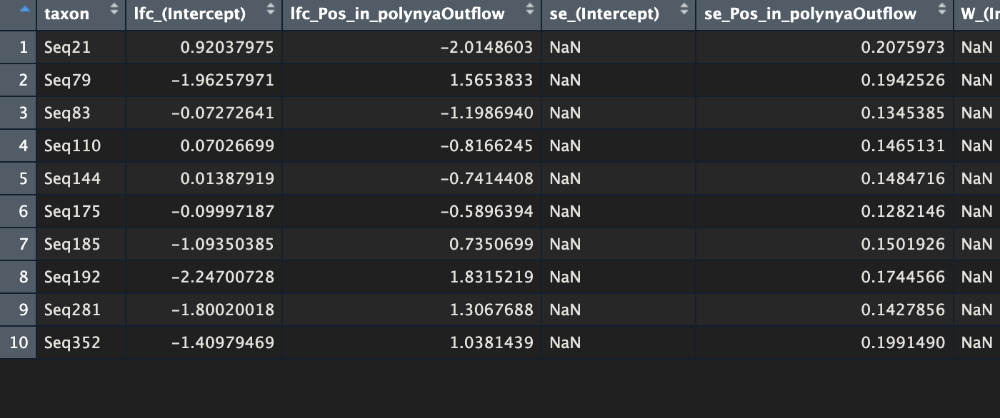 taxon lfc_(Intercept) lfc_Pos_in_polynyaOutflow se_(Intercept) se_Pos_in_polynyaOutflow W_(In
1 Seq21 0.92037975 −2.0148603 NaN 0.2075973 NaN
2 Seq79 −1.96257971 1.5653833 NaN 0.1942526 NaN
3 Seq83 −0.07272641 −1.1986940 NaN 0.1345385 NaN
4 Seq110 0.07026699 −0.8166245 NaN 0.1465131 NaN
5 Seq144 0.01387919 −0.7414408 NaN 0.1484716 NaN
6 Seq175 −0.09997187 −0.5896394 NaN 0.1282146 NaN
7 Seq185 −1.09350385 0.7350699 NaN 0.1501926 NaN
8 Seq192 −2.24700728 1.8315219 NaN 0.1744566 NaN
9 Seq281 −1.80020018 1.3067688 NaN 0.1427856 NaN
10 Seq352 −1.40979469 1.0381439 NaN 0.1991490 NaN